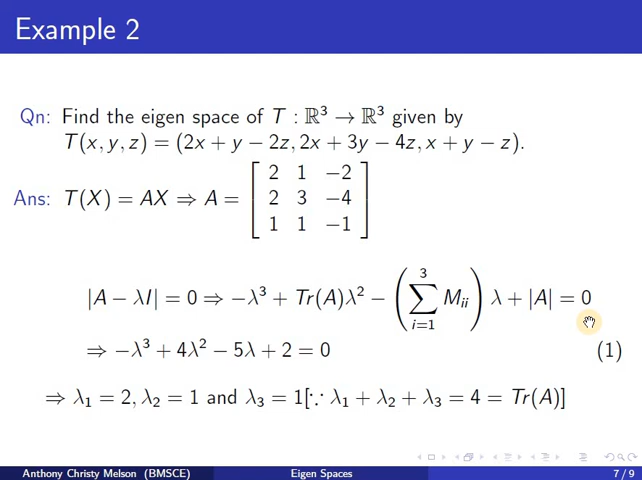 Example 2
Qn: Find the eigen space of T : ℝ³ → ℝ³ given by
T(x, y, z) = (2x + y − 2z, 2x + 3y − 4z, x + y − z).
Ans: T(X) = AX ⇒ A = [ 2 1 −2
2 3 −4
1 1 −1 ]
|A − λI| = 0 ⇒ −λ³ + Tr(A)λ² − (∑_{i=1}^{3} M_{ii}) λ + |A| = 0
⇒ −λ³ + 4λ² − 5λ + 2 = 0 (1)
⇒ λ₁ = 2, λ₂ = 1 and λ₃ = 1[∵ λ₁ + λ₂ + λ₃ = 4 = Tr(A)]
Anthony Christy Melson (BMSCE) Eigen Spaces 7 / 9